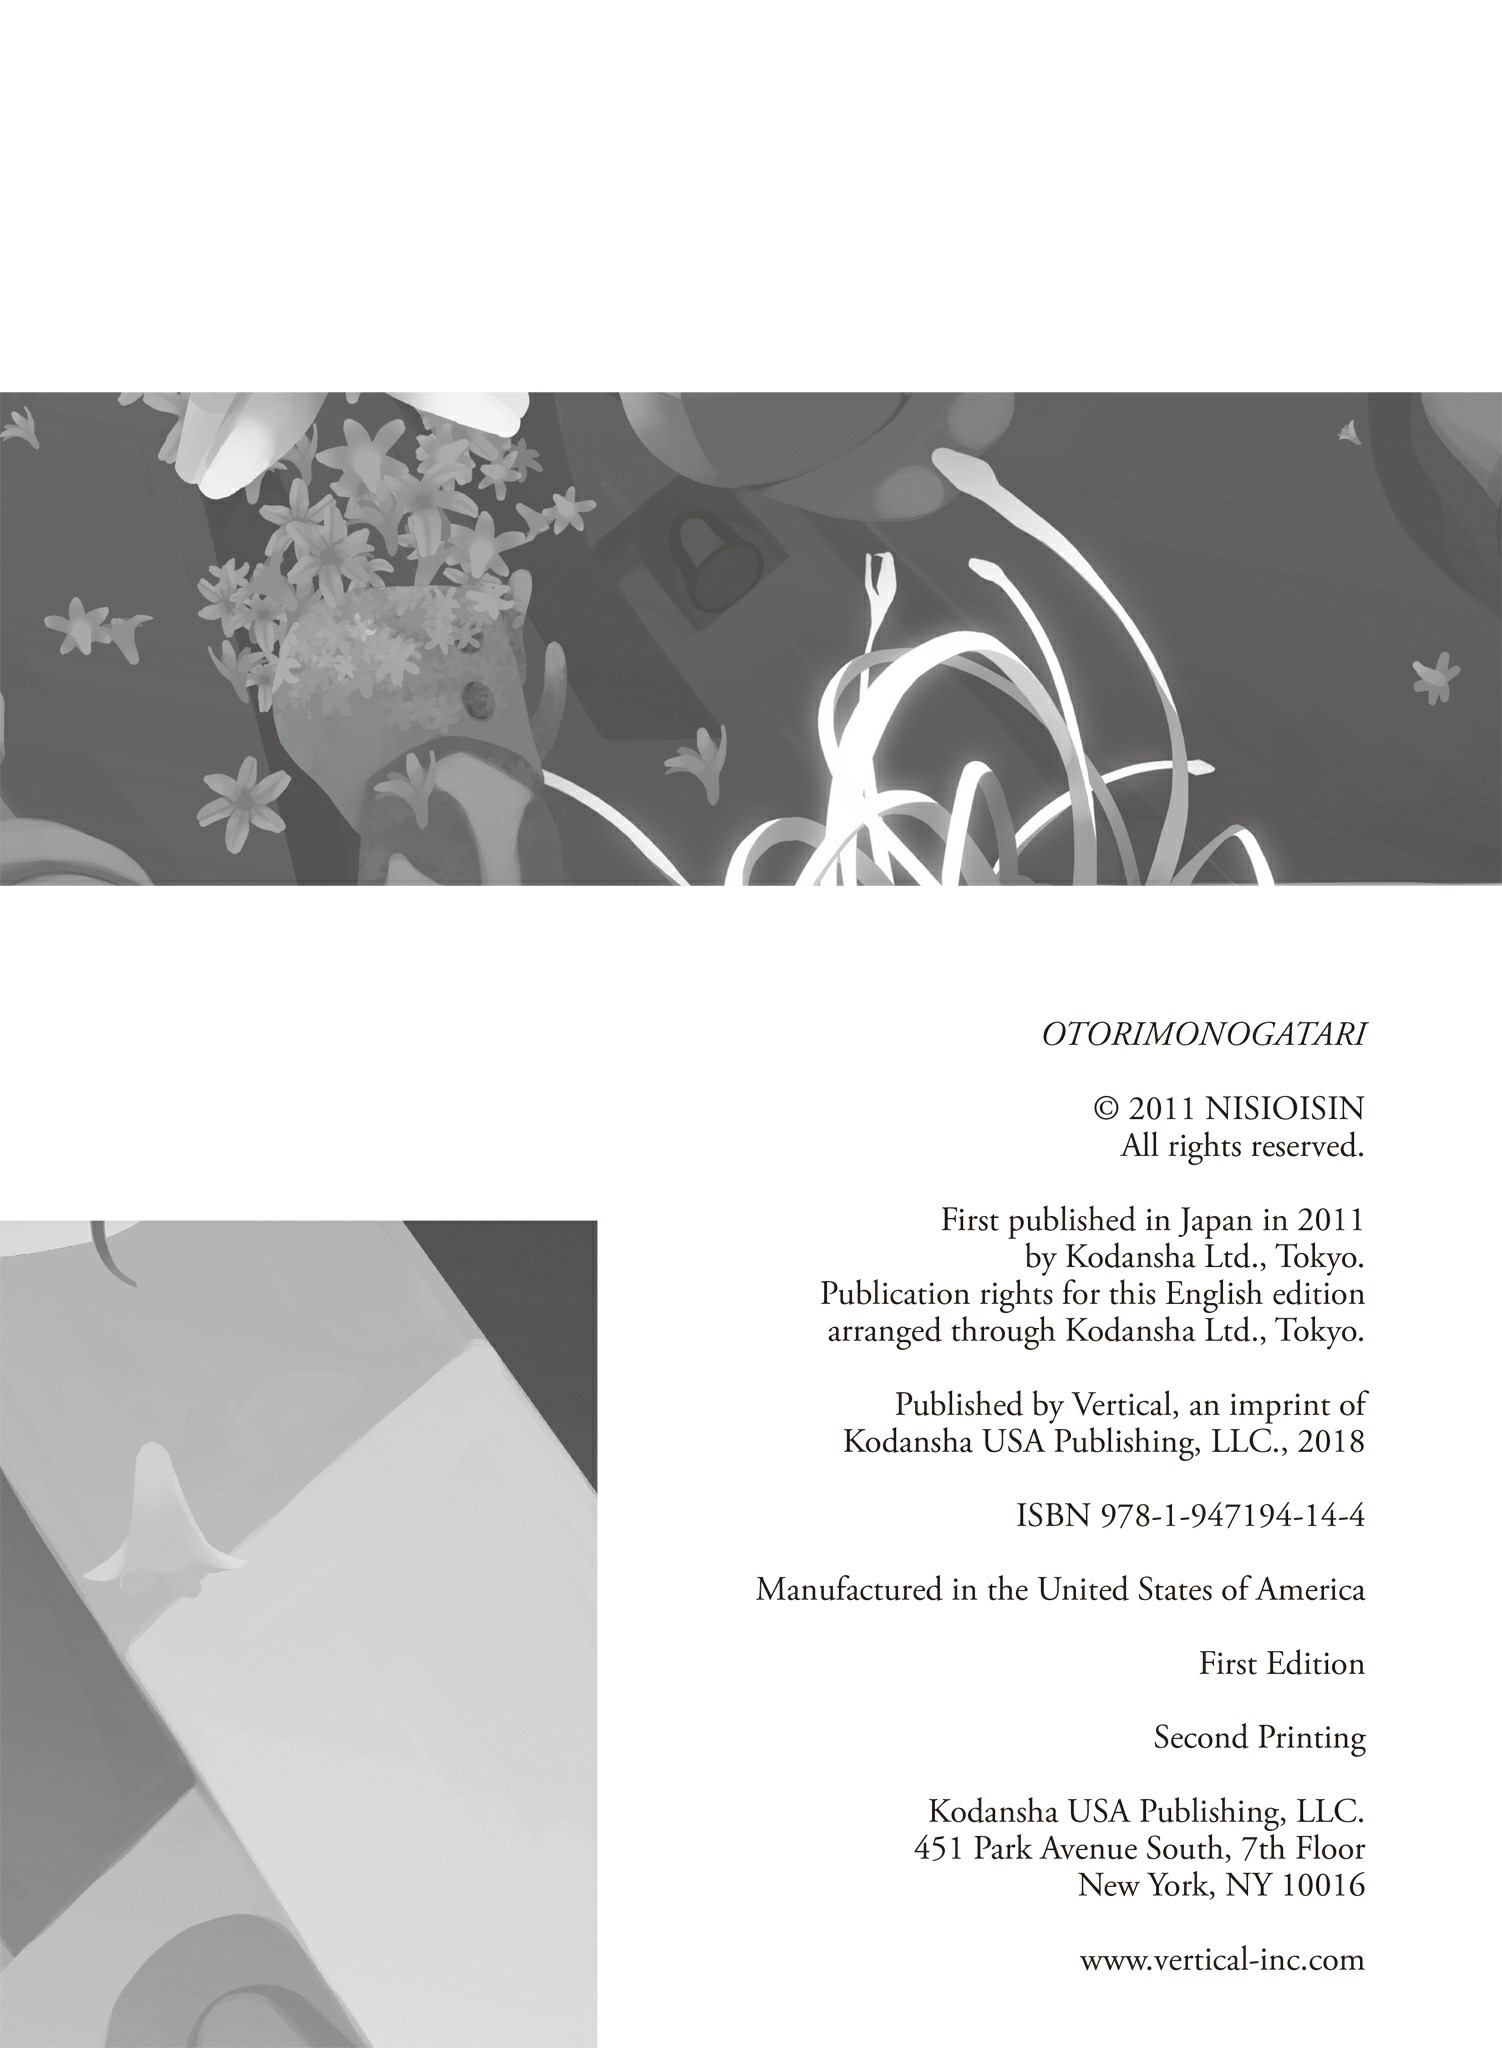 OTORIMONOGATARI
© 2011 NISIOISIN
All rights reserved.
First published in Japan in 2011
by Kodansha Ltd., Tokyo.
Publication rights for this English edition
arranged through Kodansha Ltd., Tokyo.
Published by Vertical, an imprint of
Kodansha USA Publishing, LLC., 2018
ISBN 978-1-947194-14-4
Manufactured in the United States of America
First Edition
Second Printing
Kodansha USA Publishing, LLC.
451 Park Avenue South, 7th Floor
New York, NY 10016
www.vertical-inc.com